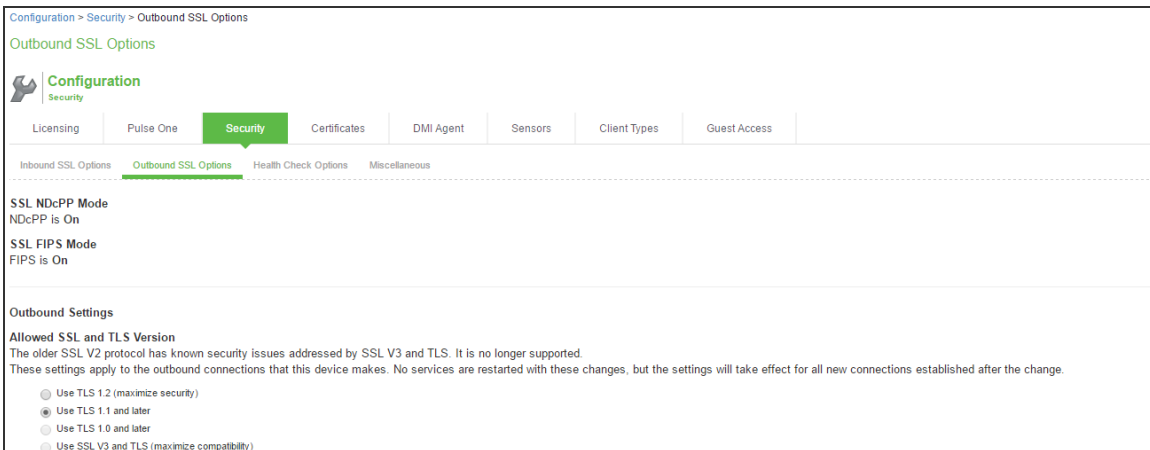 Configuration > Security > Outbound SSL Options
Outbound SSL Options
Configuration
Security
Licensing Pulse One Security Certificates DMI Agent Sensors Client Types Guest Access
Inbound SSL Options Outbound SSL Options Health Check Options Miscellaneous
SSL NDcPP Mode
NDcPP is On
SSL FIPS Mode
FIPS is On
Outbound Settings
Allowed SSL and TLS Version
The older SSL V2 protocol has known security issues addressed by SSL V3 and TLS. It is no longer supported.
These settings apply to the outbound connections that this device makes. No services are restarted with these changes, but the settings will take effect for all new connections established after the change.
Use TLS 1.2 (maximize security)
Use TLS 1.1 and later
Use TLS 1.0 and later
Use SSL V3 and TLS (maximize compatibility)